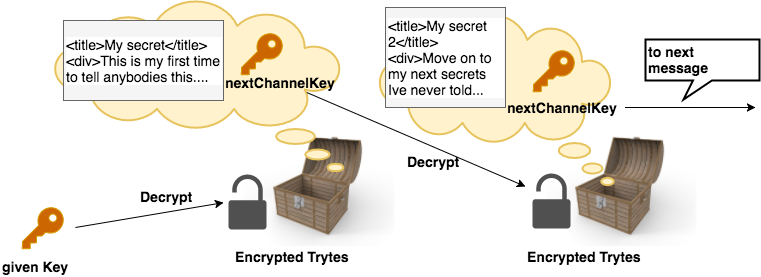 <title>My secret</title>
<div>This is my first time
to tell anybodies this....
nextChannelKey
Decrypt
given Key
Encrypted Trytes
<title>My secret
2</title>
<div>Move on to
my next secrets
Ive never told...
nextChannelKey
Decrypt
Encrypted Trytes
to next
message